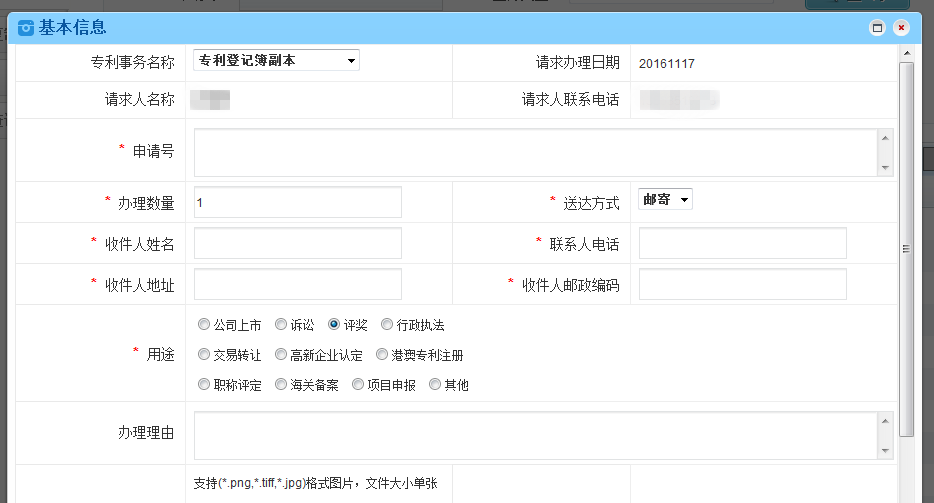 基本信息
专利事务名称 专利登记簿副本 请求办理日期 20161117
请求人名称 请求人联系电话
* 申请号
* 办理数量 1 * 送达方式 邮寄
* 收件人姓名 * 联系人电话
* 收件人地址 * 收件人邮政编码
公司上市 诉讼 评奖 行政执法
* 用途 交易转让 高新企业认定 港澳专利注册
职称评定 海关备案 项目申报 其他
办理理由
支持(*.png,*.tiff,*.jpg)格式图片，文件大小单张